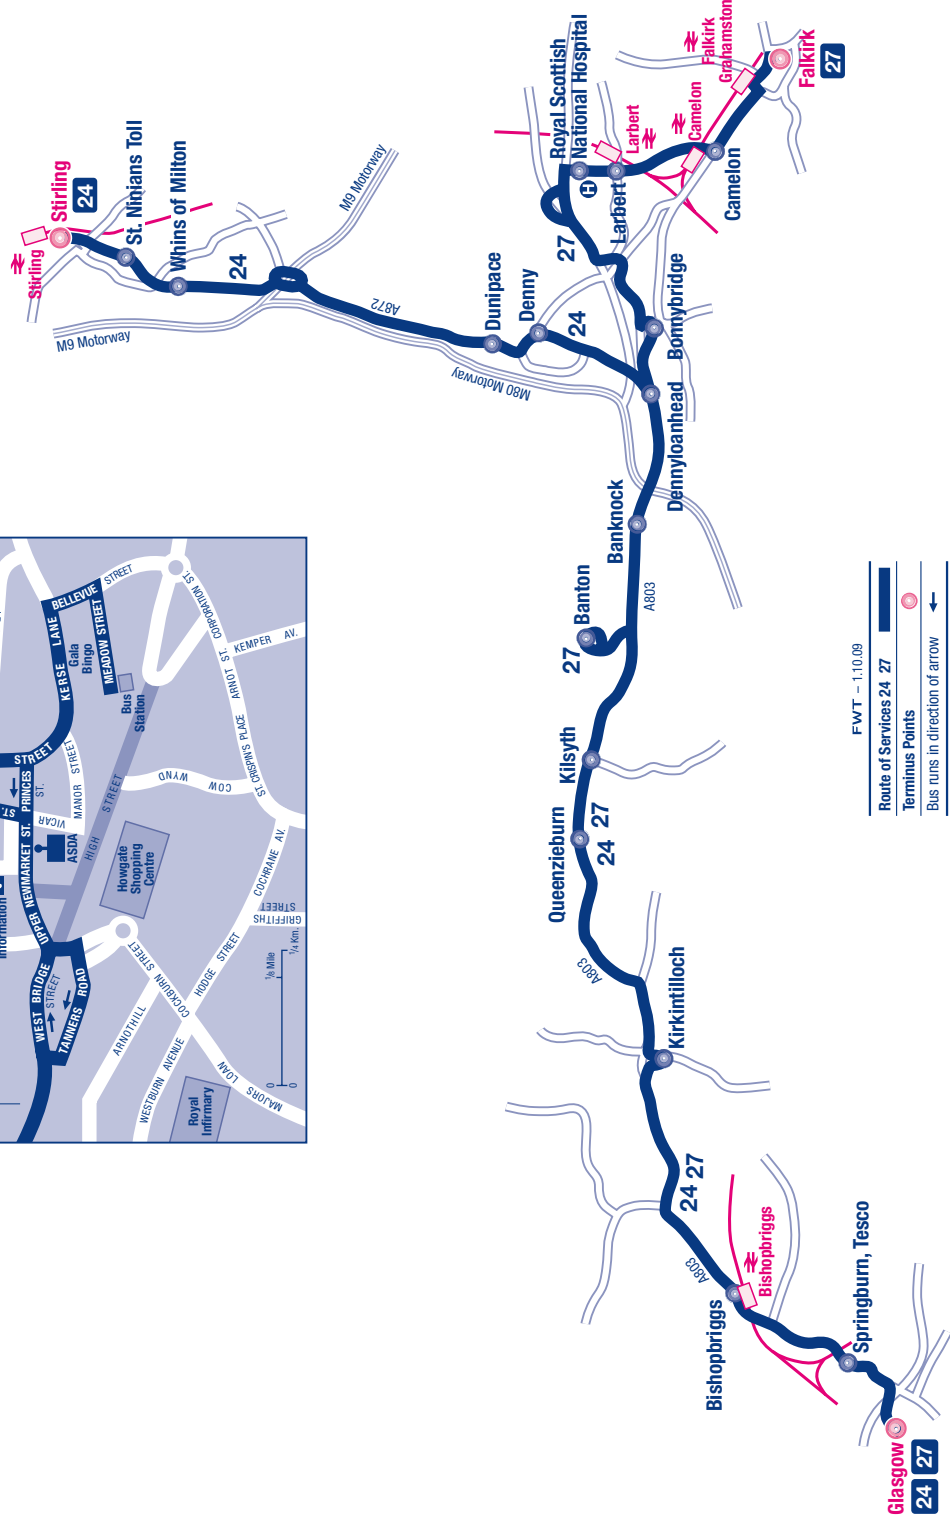 Stirling
Stirling
24
St. Ninians Toll
Whins of Milton
24
M9 Motorway
M9 Motorway
A872
M80 Motorway
Dunipace
Denny
24
Royal Scottish
National Hospital
H
27
Larbert
Larbert
Camelon
Camelon
Falkirk
Grahamston
Falkirk
27
Bonnybridge
Dennyloanhead
Banknock
A803
Banton
27
Kilsyth
Queenzieburn
24 27
A803
Kirkintilloch
24 27
A803
Bishopbriggs
Bishopbriggs
Springburn, Tesco
Glasgow
24 27
FWT – 1.10.09
Route of Services 24 27
Terminus Points
Bus runs in direction of arrow
KERSE LANE
BELLEVUE
STREET
MEADOW STREET
Gala
Bingo
Bus
Station
STREET
PRINCES
ST.
MANOR STREET
VICAR
ST.
ASDA
UPPER NEWMARKET ST.
Information
HIGH STREET
Howgate
Shopping
Centre
COW WYND
ST. CRISPIN'S PLACE
ARNOT ST.
CORPORATION ST.
KEMPER AV.
COCHRANE AV.
GRIFFITHS
STREET
HODGE STREET
COCKBURN STREET
WEST BRIDGE
STREET
TANNERS ROAD
ARNOTHILL
WESTBURN AVENUE
MAJORS LOAN
Royal
Infirmary
0 1/8 Mile
0 1/4 Km.